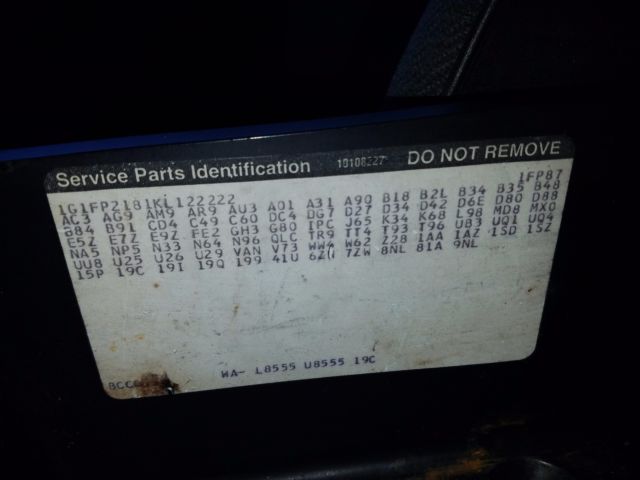 Service Parts Identification 10108227 DO NOT REMOVE
1G1FP2181KL122222 1FP87
AC3 AG9 AM9 AR9 AU3 A01 A31 A90 B18 B2L B34 B35 B48
B84 B91 CD4 C49 C60 DC4 DG7 D27 D34 D42 D6E D80 D88
E5Z E7Z E9Z FE2 GH3 G80 IPC J65 K34 K68 L98 MD8 MX0
NA5 NP5 N33 N64 N96 QLC TR9 TT4 T93 T96 U83 UQ1 UQ4
UU8 U25 U26 U29 VAN V73 WW4 W62 Z28 1AA 1AZ 1SD 1SZ
15P 19C 19I 19Q 199 41U 6ZU 7ZW 8NL 81A 9NL
WA- L8555 U8555 19C